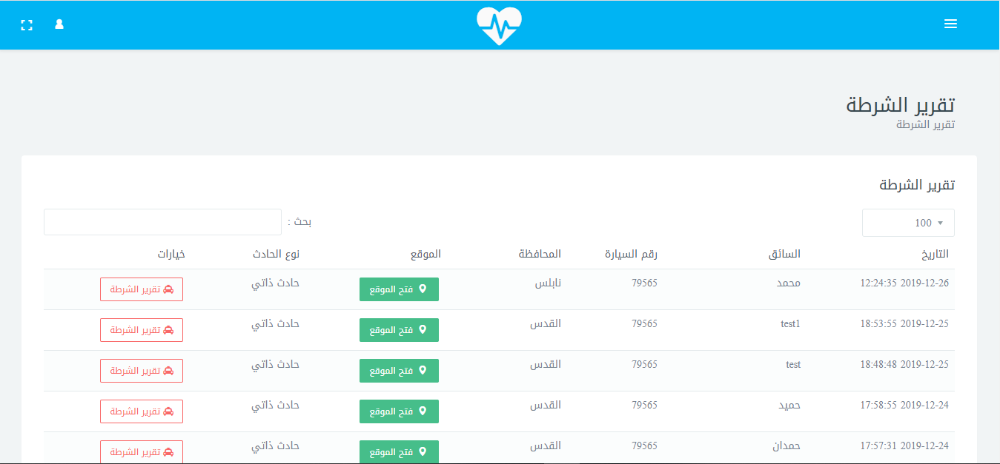 تقرير الشرطة
تقرير الشرطة
تقرير الشرطة
100
بحث :
التاريخ السائق رقم السيارة المحافظة الموقع نوع الحادث خيارات
2019-12-26 12:24:35 محمد 79565 نابلس فتح الموقع حادث ذاتي تقرير الشرطة
2019-12-25 18:53:55 test1 79565 القدس فتح الموقع حادث ذاتي تقرير الشرطة
2019-12-25 18:48:48 test 79565 القدس فتح الموقع حادث ذاتي تقرير الشرطة
2019-12-24 17:58:55 حميد 79565 القدس فتح الموقع حادث ذاتي تقرير الشرطة
2019-12-24 17:57:31 حمدان 79565 القدس فتح الموقع حادث ذاتي تقرير الشرطة